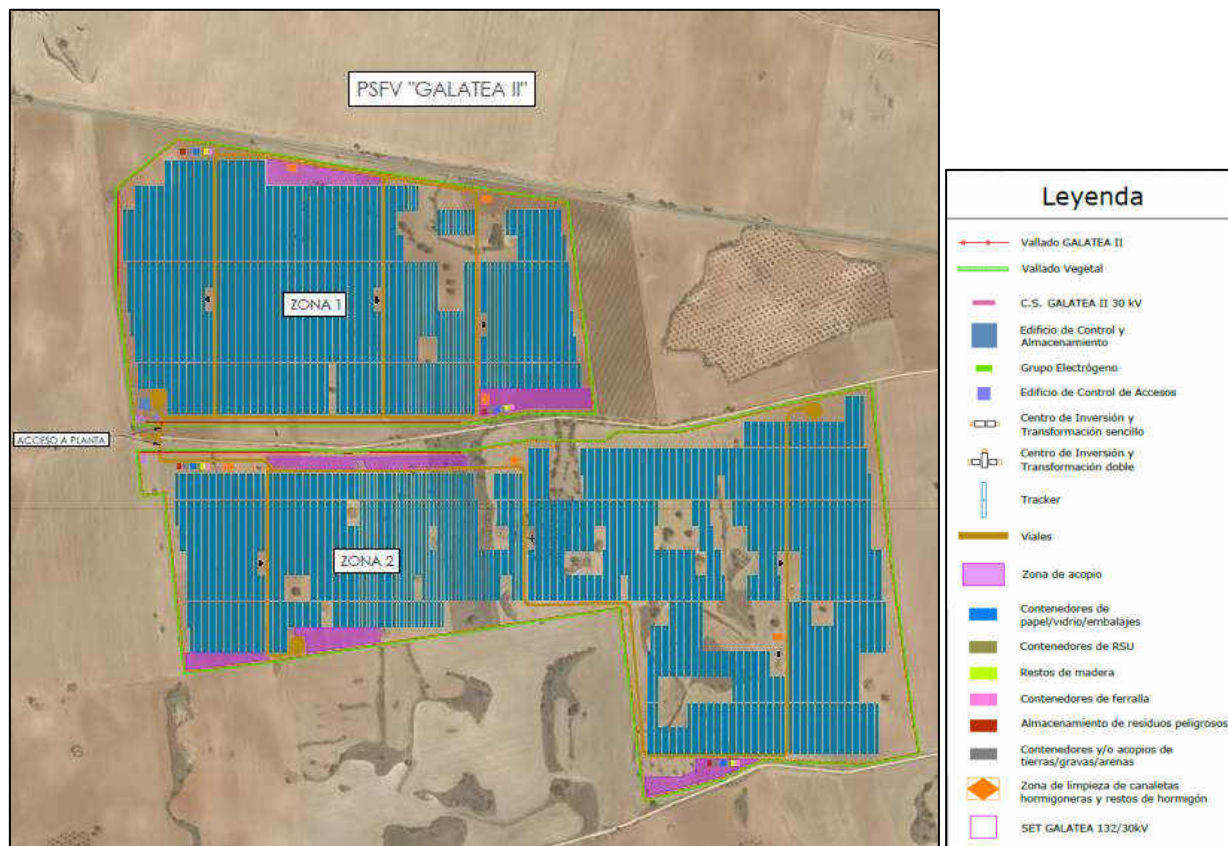 PSFV "GALATEA II"
ZONA 1
ACCESO A PLANTA
ZONA 2
Leyenda
Vallado GALATEA II
Vallado Vegetal
C.S. GALATEA II 30 kV
Edificio de Control y
Almacenamiento
Grupo Electrógeno
Edificio de Control de Accesos
Centro de Inversión y
Transformación sencillo
Centro de Inversión y
Transformación doble
Tracker
Viales
Zona de acopio
Contenedores de
papel/vidrio/embalajes
Contenedores de RSU
Restos de madera
Contenedores de ferralla
Almacenamiento de residuos peligrosos
Contenedores y/o acopios de
tierras/gravas/arenas
Zona de limpieza de canaletas
hormigoneras y restos de hormigón
SET GALATEA 132/30kV